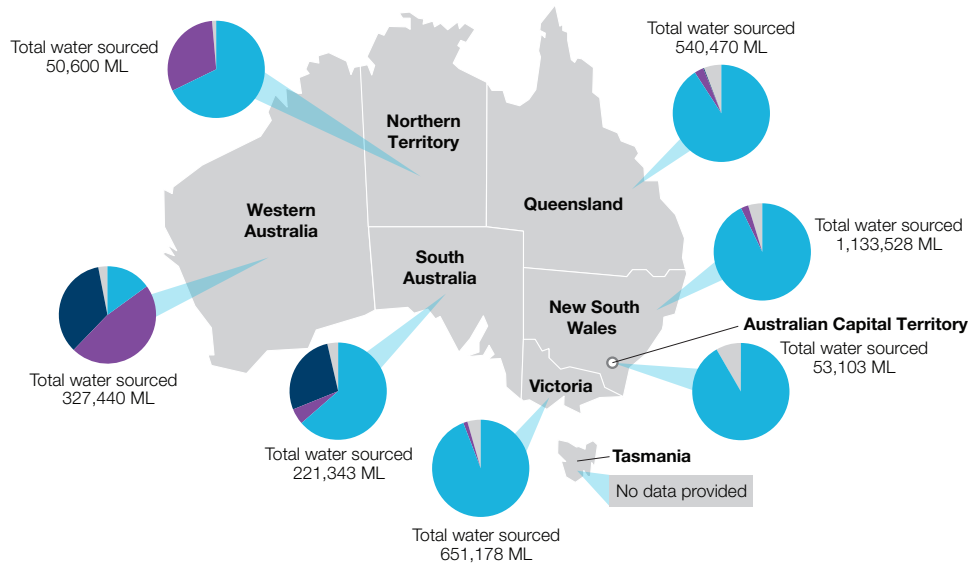 Total water sourced
50,600 ML
Total water sourced
540,470 ML
Northern
Territory
Queensland
Western
Australia
Total water sourced
1,133,528 ML
South
Australia
New South
Wales
Australian Capital Territory
Total water sourced
53,103 ML
Total water sourced
327,440 ML
Victoria
Total water sourced
221,343 ML
Tasmania
No data provided
Total water sourced
651,178 ML